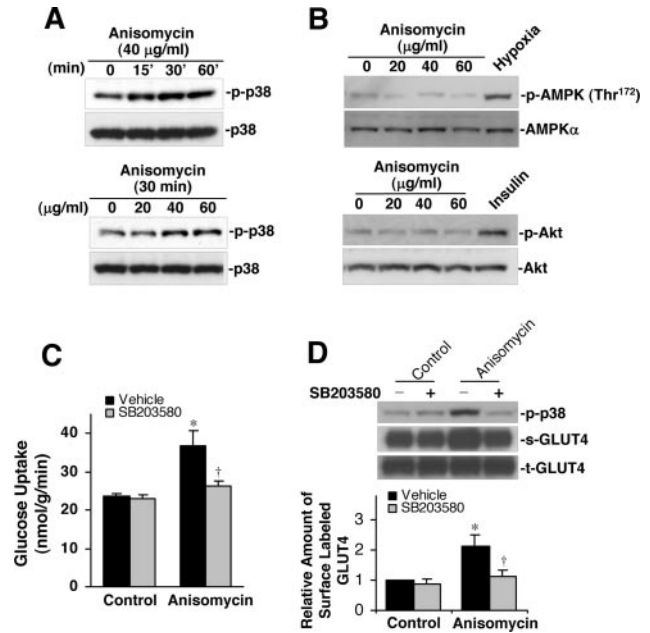 A
Anisomycin
(40 μg/ml)
(min) 0 15' 30' 60'
-p-p38
-p38
Anisomycin
(30 min)
(μg/ml) 0 20 40 60
-p-p38
-p38
B
Anisomycin
(μg/ml)
0 20 40 60 Hypoxia
-p-AMPK (Thr¹⁷²)
-AMPKα
Anisomycin
(μg/ml)
0 20 40 60 Insulin
-p-Akt
-Akt
C
Vehicle
SB203580
Glucose Uptake
(nmol/g/min)
40
30
20
10
0
*
†
Control Anisomycin
D
Control Anisomycin
SB203580 – + – +
-p-p38
-s-GLUT4
-t-GLUT4
Vehicle
SB203580
Relative Amount of
Surface Labeled
GLUT4
3
2
1
0
*
†
Control Anisomycin